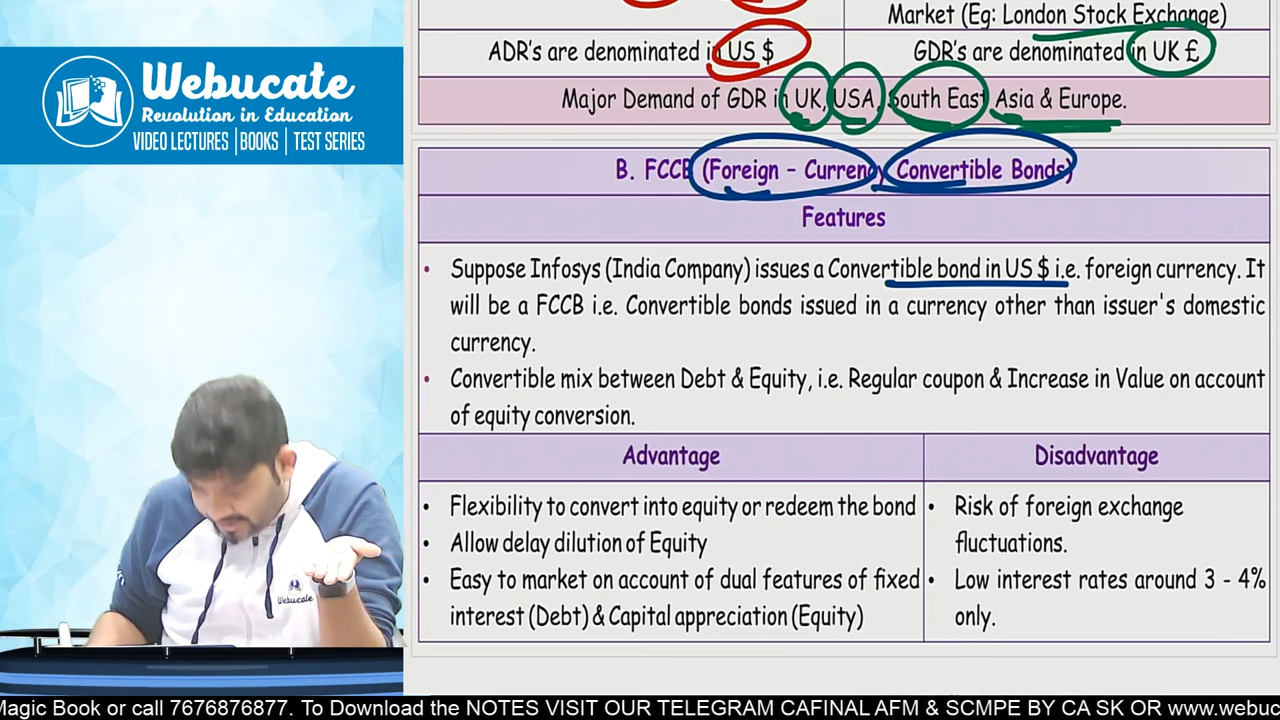 Market (Eg: London Stock Exchange)
ADR's are denominated in US $
GDR's are denominated in UK £
Major Demand of GDR in UK, USA, South East Asia & Europe.
Webucate
Revolution in Education
VIDEO LECTURES | BOOKS | TEST SERIES
B. FCCB (Foreign – Currency Convertible Bonds)
Features
• Suppose Infosys (India Company) issues a Convertible bond in US $ i.e. foreign currency. It
will be a FCCB i.e. Convertible bonds issued in a currency other than issuer's domestic
currency.
• Convertible mix between Debt & Equity, i.e. Regular coupon & Increase in Value on account
of equity conversion.
Advantage
• Flexibility to convert into equity or redeem the bond
• Allow delay dilution of Equity
• Easy to market on account of dual features of fixed
interest (Debt) & Capital appreciation (Equity)
Disadvantage
• Risk of foreign exchange
fluctuations.
• Low interest rates around 3 - 4%
only.
Webucate
Magic Book or call 7676876877. To Download the NOTES VISIT OUR TELEGRAM CAFINAL AFM & SCMPE BY CA SK OR www.webuc